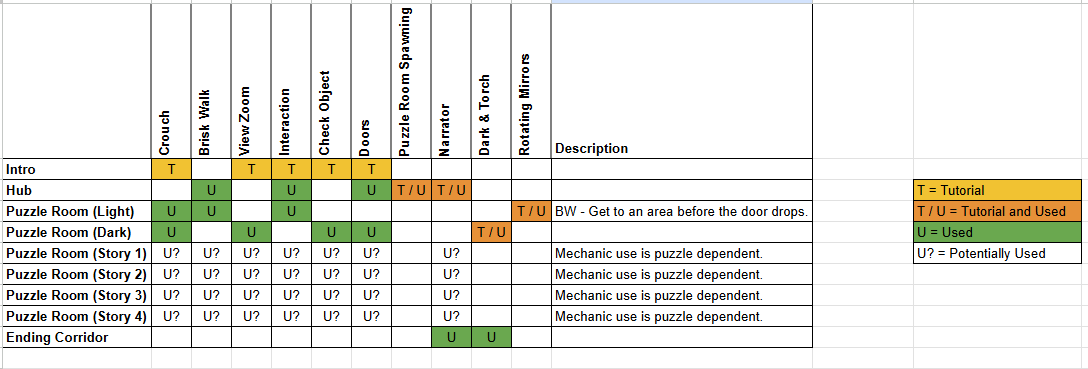 Crouch
Brisk Walk
View Zoom
Interaction
Check Object
Doors
Puzzle Room Spawning
Narrator
Dark & Torch
Rotating Mirrors
Description
Intro T T T T T
Hub U U U T / U T / U
T = Tutorial
Puzzle Room (Light) U U U T / U BW - Get to an area before the door drops.
T / U = Tutorial and Used
Puzzle Room (Dark) U U U U T / U
U = Used
Puzzle Room (Story 1) U? U? U? U? U? U? U? Mechanic use is puzzle dependent.
U? = Potentially Used
Puzzle Room (Story 2) U? U? U? U? U? U? U? Mechanic use is puzzle dependent.
Puzzle Room (Story 3) U? U? U? U? U? U? U? Mechanic use is puzzle dependent.
Puzzle Room (Story 4) U? U? U? U? U? U? U? Mechanic use is puzzle dependent.
Ending Corridor U U